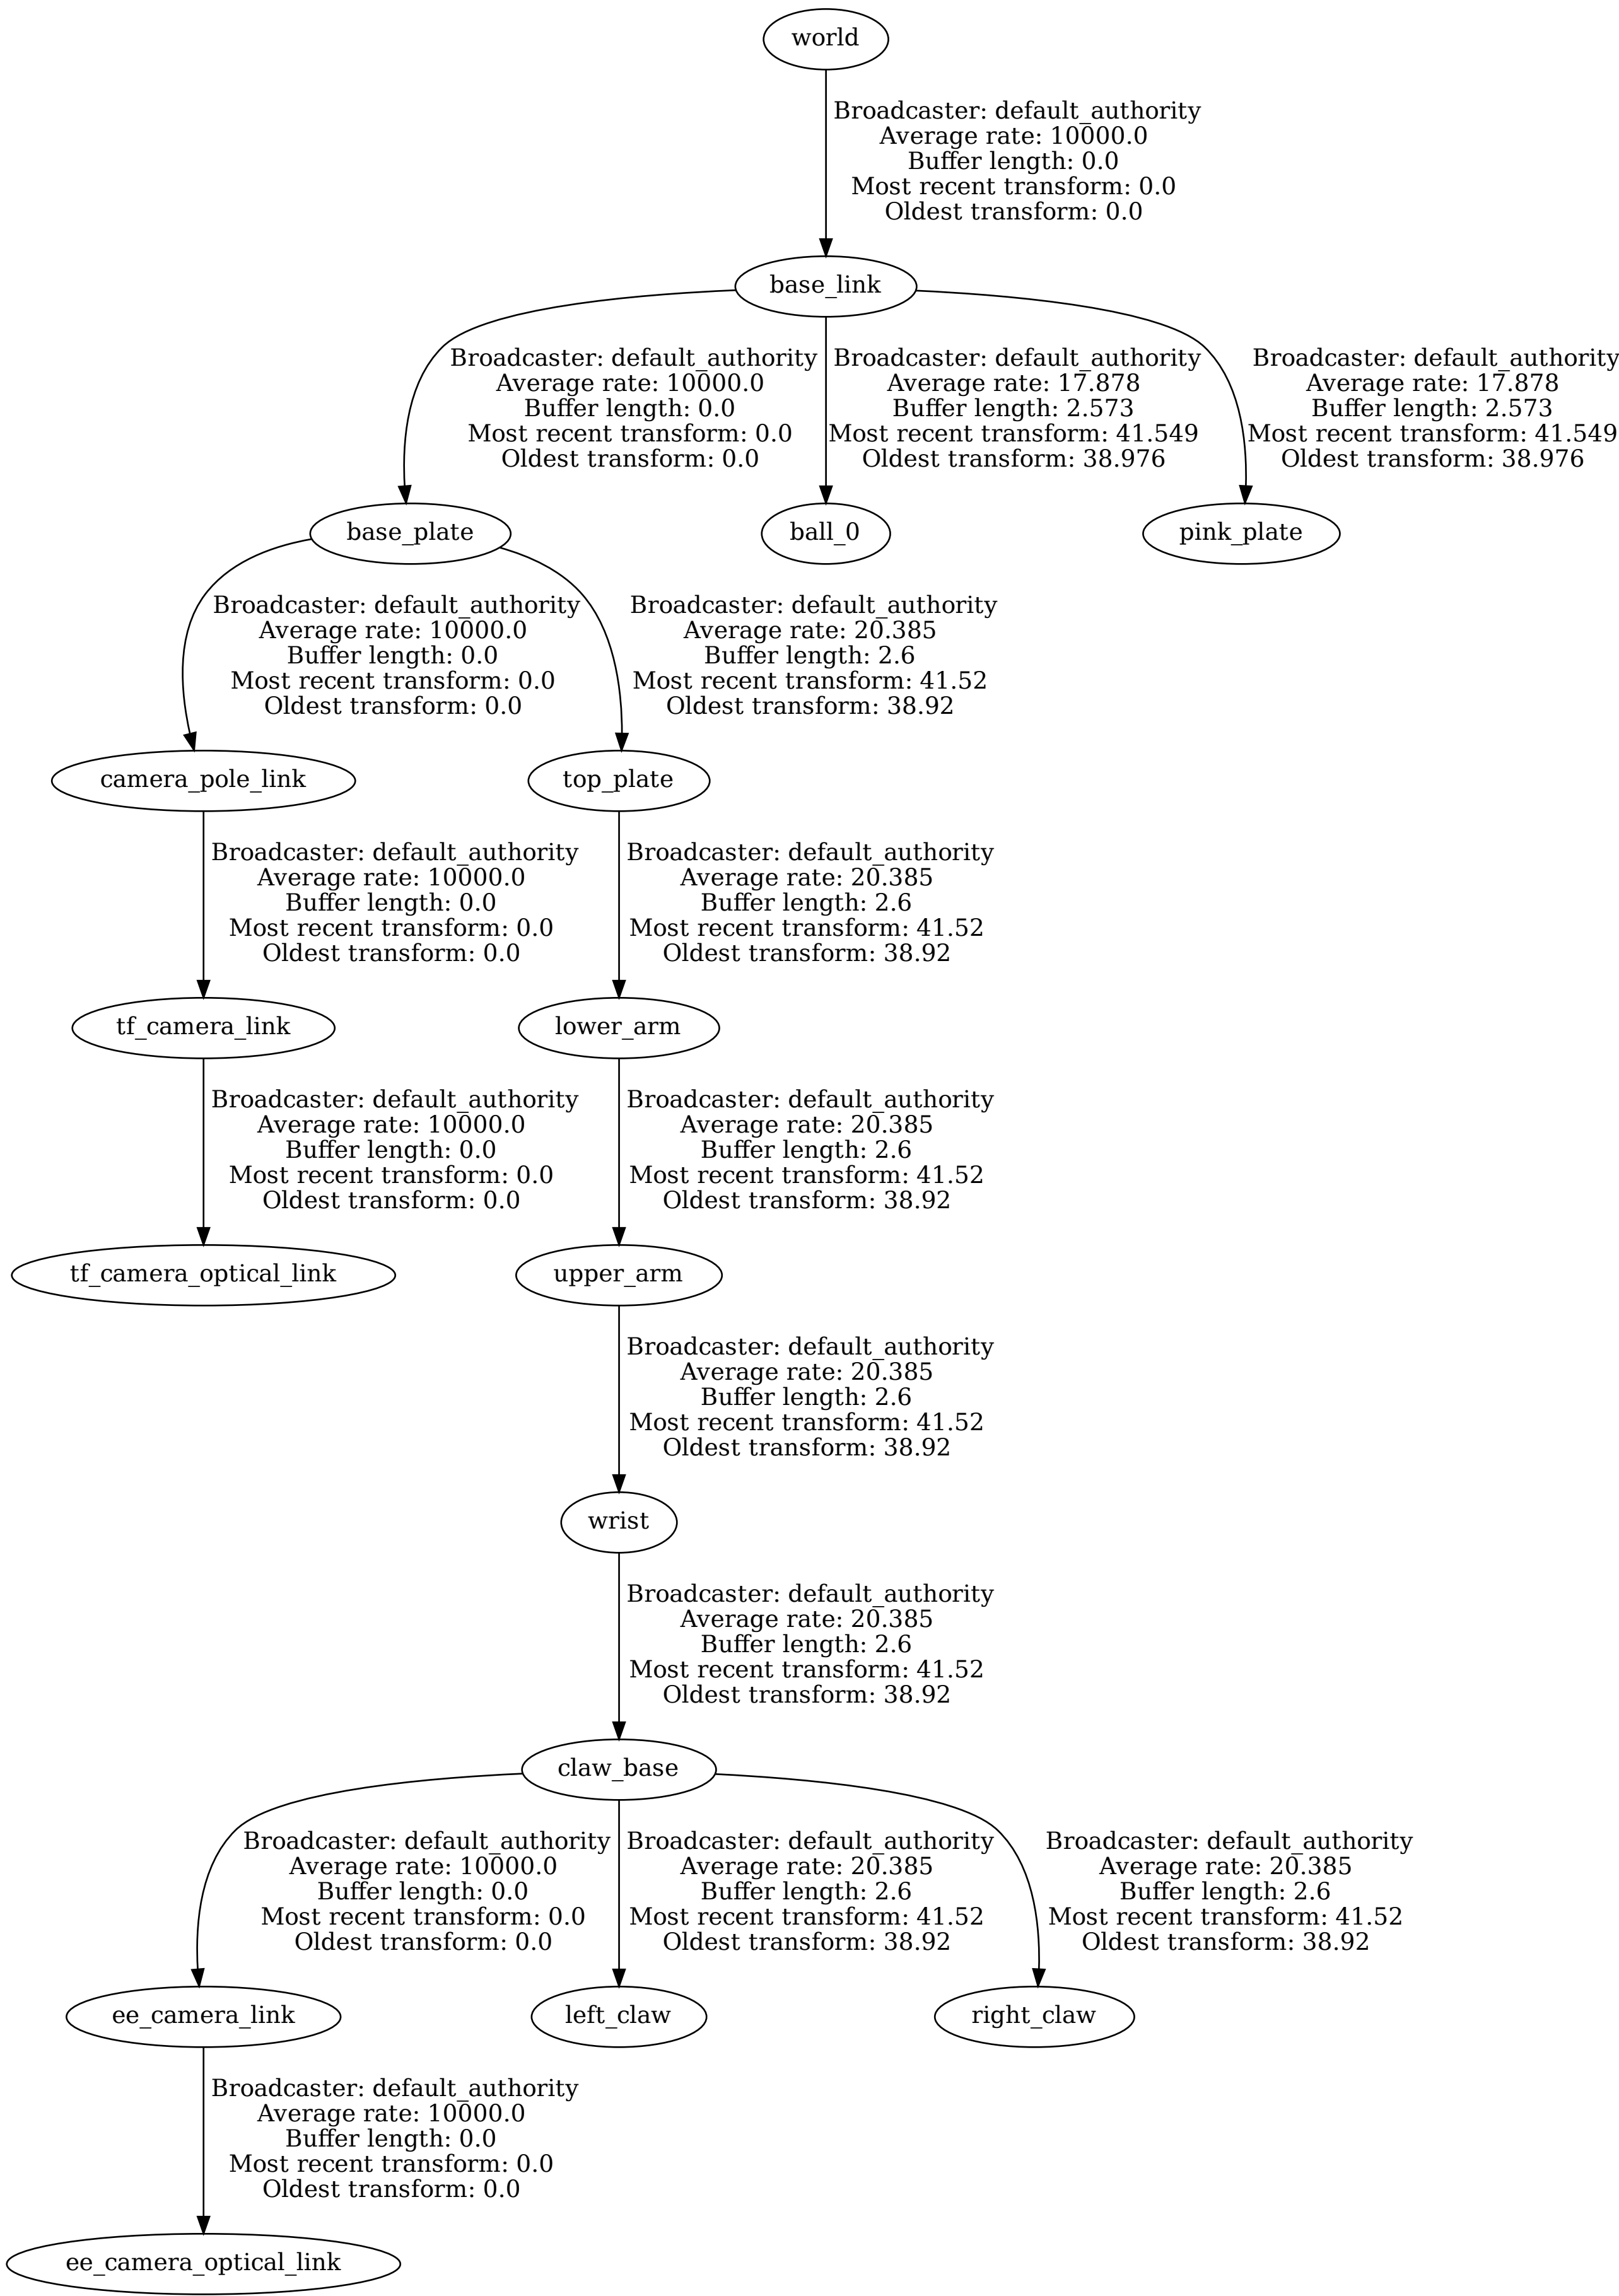 world
Broadcaster: default_authority
Average rate: 10000.0
Buffer length: 0.0
Most recent transform: 0.0
Oldest transform: 0.0
base_link
Broadcaster: default_authority
Average rate: 10000.0
Buffer length: 0.0
Most recent transform: 0.0
Oldest transform: 0.0
Broadcaster: default_authority
Average rate: 17.878
Buffer length: 2.573
Most recent transform: 41.549
Oldest transform: 38.976
Broadcaster: default_authority
Average rate: 17.878
Buffer length: 2.573
Most recent transform: 41.549
Oldest transform: 38.976
base_plate
ball_0
pink_plate
Broadcaster: default_authority
Average rate: 10000.0
Buffer length: 0.0
Most recent transform: 0.0
Oldest transform: 0.0
Broadcaster: default_authority
Average rate: 20.385
Buffer length: 2.6
Most recent transform: 41.52
Oldest transform: 38.92
camera_pole_link
top_plate
Broadcaster: default_authority
Average rate: 10000.0
Buffer length: 0.0
Most recent transform: 0.0
Oldest transform: 0.0
Broadcaster: default_authority
Average rate: 20.385
Buffer length: 2.6
Most recent transform: 41.52
Oldest transform: 38.92
tf_camera_link
lower_arm
Broadcaster: default_authority
Average rate: 10000.0
Buffer length: 0.0
Most recent transform: 0.0
Oldest transform: 0.0
Broadcaster: default_authority
Average rate: 20.385
Buffer length: 2.6
Most recent transform: 41.52
Oldest transform: 38.92
tf_camera_optical_link
upper_arm
Broadcaster: default_authority
Average rate: 20.385
Buffer length: 2.6
Most recent transform: 41.52
Oldest transform: 38.92
wrist
Broadcaster: default_authority
Average rate: 20.385
Buffer length: 2.6
Most recent transform: 41.52
Oldest transform: 38.92
claw_base
Broadcaster: default_authority
Average rate: 10000.0
Buffer length: 0.0
Most recent transform: 0.0
Oldest transform: 0.0
Broadcaster: default_authority
Average rate: 20.385
Buffer length: 2.6
Most recent transform: 41.52
Oldest transform: 38.92
Broadcaster: default_authority
Average rate: 20.385
Buffer length: 2.6
Most recent transform: 41.52
Oldest transform: 38.92
ee_camera_link
left_claw
right_claw
Broadcaster: default_authority
Average rate: 10000.0
Buffer length: 0.0
Most recent transform: 0.0
Oldest transform: 0.0
ee_camera_optical_link